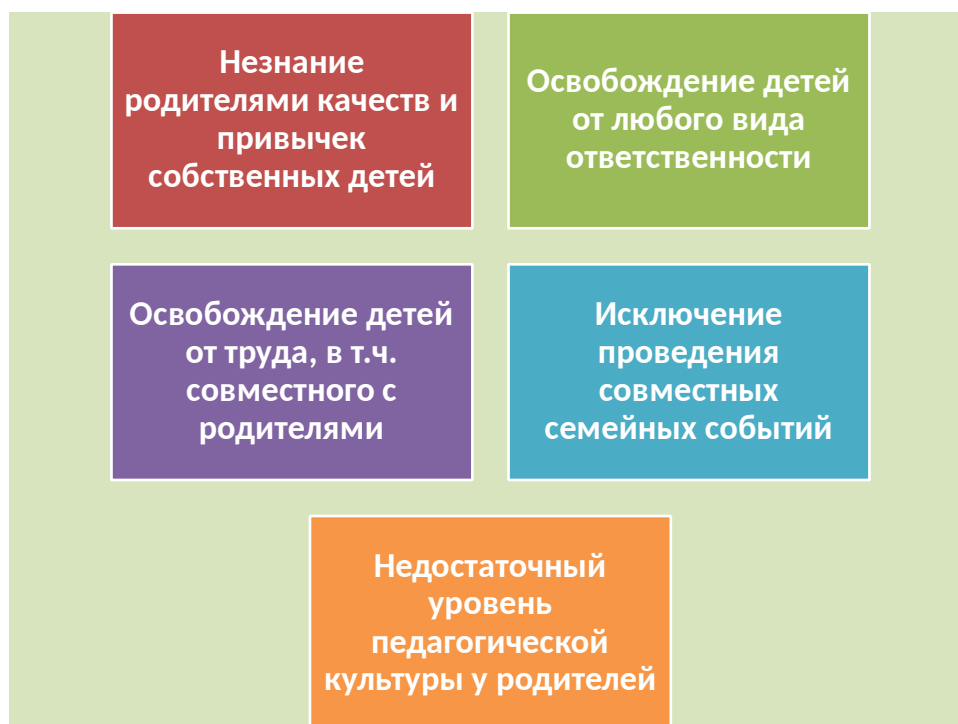 Незнание
родителями качеств и
привычек
собственных детей
Освобождение детей
от любого вида
ответственности
Освобождение детей
от труда, в т.ч.
совместного с
родителями
Исключение
проведения
совместных
семейных событий
Недостаточный
уровень
педагогической
культуры у родителей